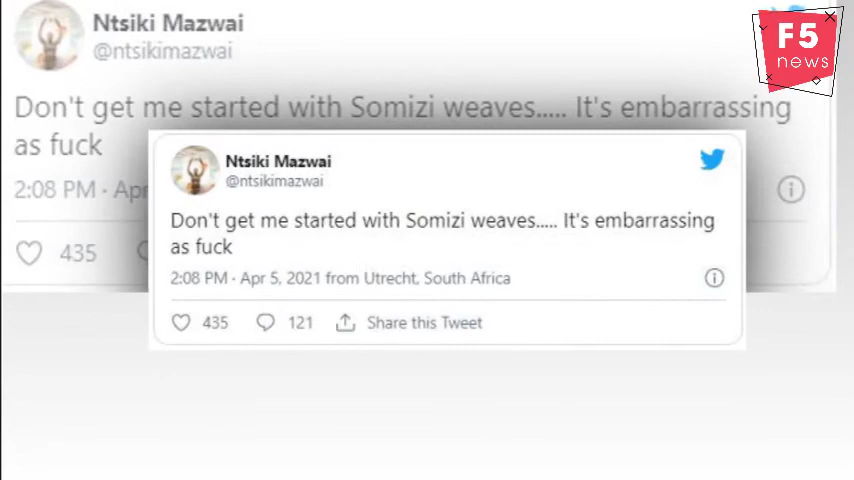 Ntsiki Mazwai
@ntsikimazwai
Don't get me started with Somizi weaves..... It's embarrassing
as fuck
2:08 PM · Apr
435
F5
news
Ntsiki Mazwai
@ntsikimazwai
Don't get me started with Somizi weaves..... It's embarrassing
as fuck
2:08 PM · Apr 5, 2021 from Utrecht, South Africa
435 121 Share this Tweet